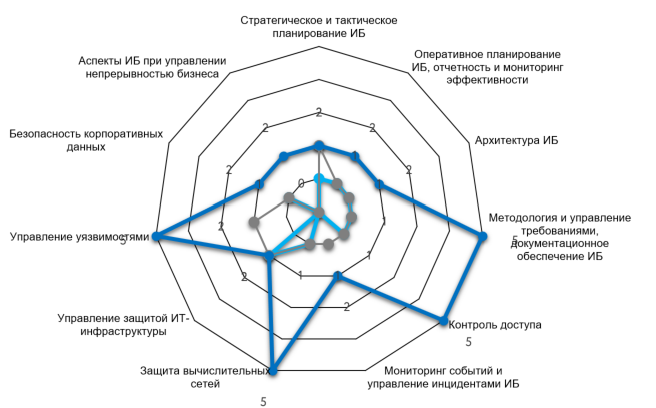 Стратегическое и тактическое
планирование ИБ
Оперативное планирование
ИБ, отчетность и мониторинг
эффективности
Аспекты ИБ при управлении
непрерывностью бизнеса
2
2
2
Безопасность корпоративных
данных
Архитектура ИБ
2
2
0
Методология и управление
требованиями,
документационное
обеспечение ИБ
5
2
1
Управление уязвимостями
5
1
2
1
2
Управление защитой ИТ-
инфраструктуры
Контроль доступа
5
Защита вычислительных
сетей
Мониторинг событий и
управление инцидентами ИБ
5